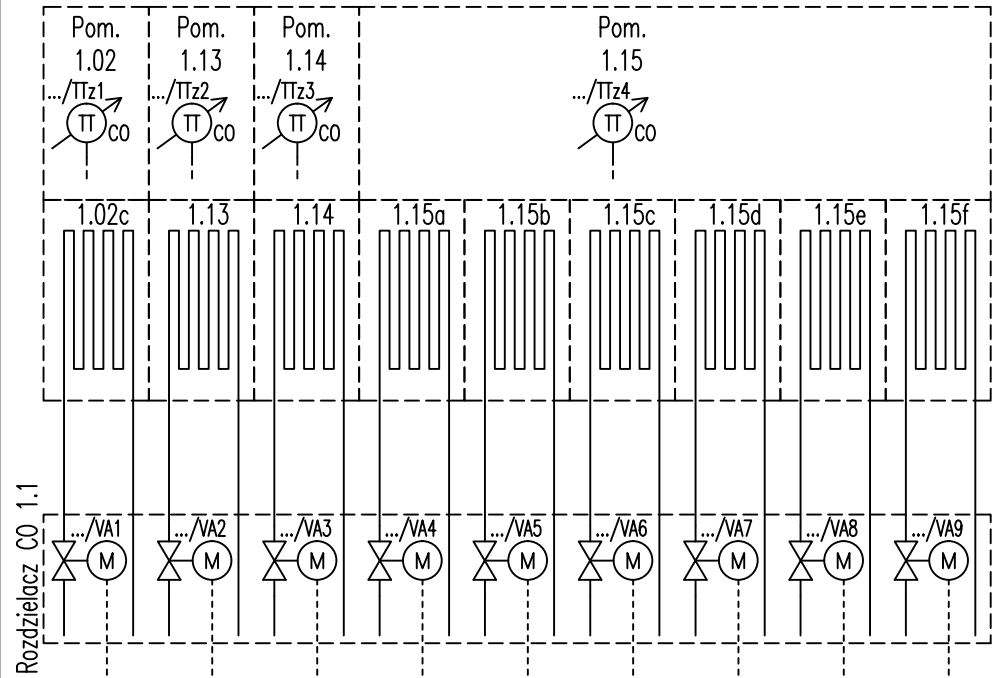 Pom. Pom. Pom. Pom.
1.02 1.13 1.14 1.15
.../TTz1 .../TTz2 .../TTz3 .../TTz4
TT CO TT CO TT CO TT CO
1.02c 1.13 1.14 1.15a 1.15b 1.15c 1.15d 1.15e 1.15f
Rozdzielacz CO 1.1
.../VA1 .../VA2 .../VA3 .../VA4 .../VA5 .../VA6 .../VA7 .../VA8 .../VA9
M M M M M M M M M